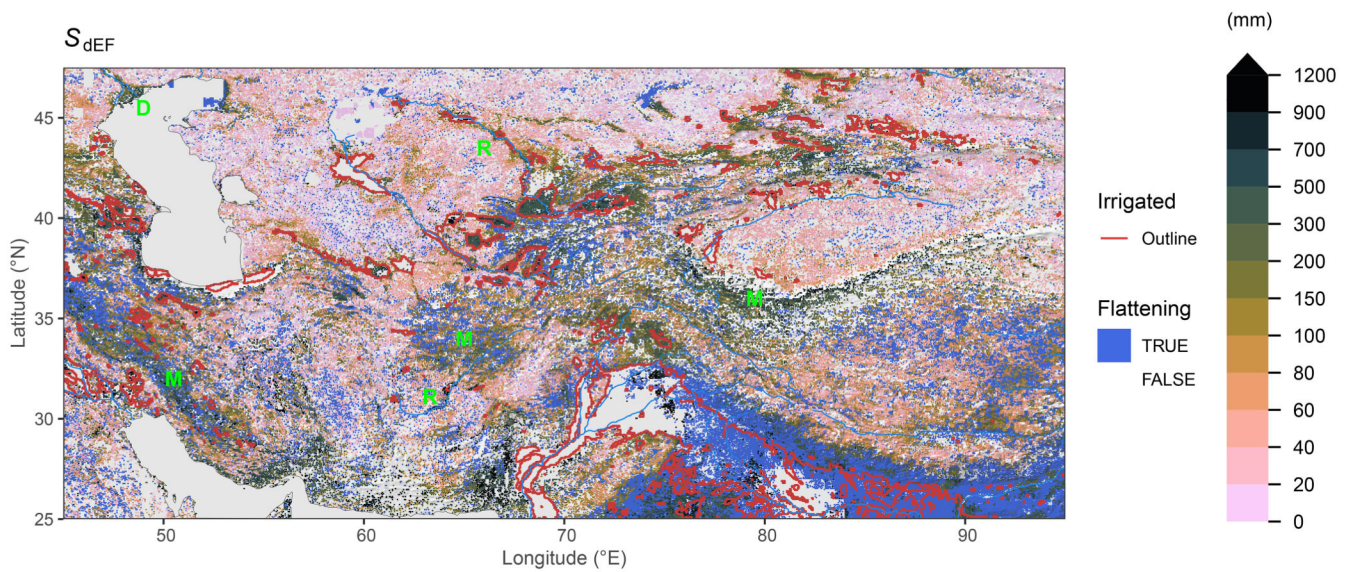 S dEF
(mm)
D
R
M
M
M
R
45
40
35
30
25
Latitude (°N)
50
60
70
80
90
Longitude (°E)
Irrigated
Outline
Flattening
TRUE
FALSE
1200
900
700
500
300
200
150
100
80
60
40
20
0